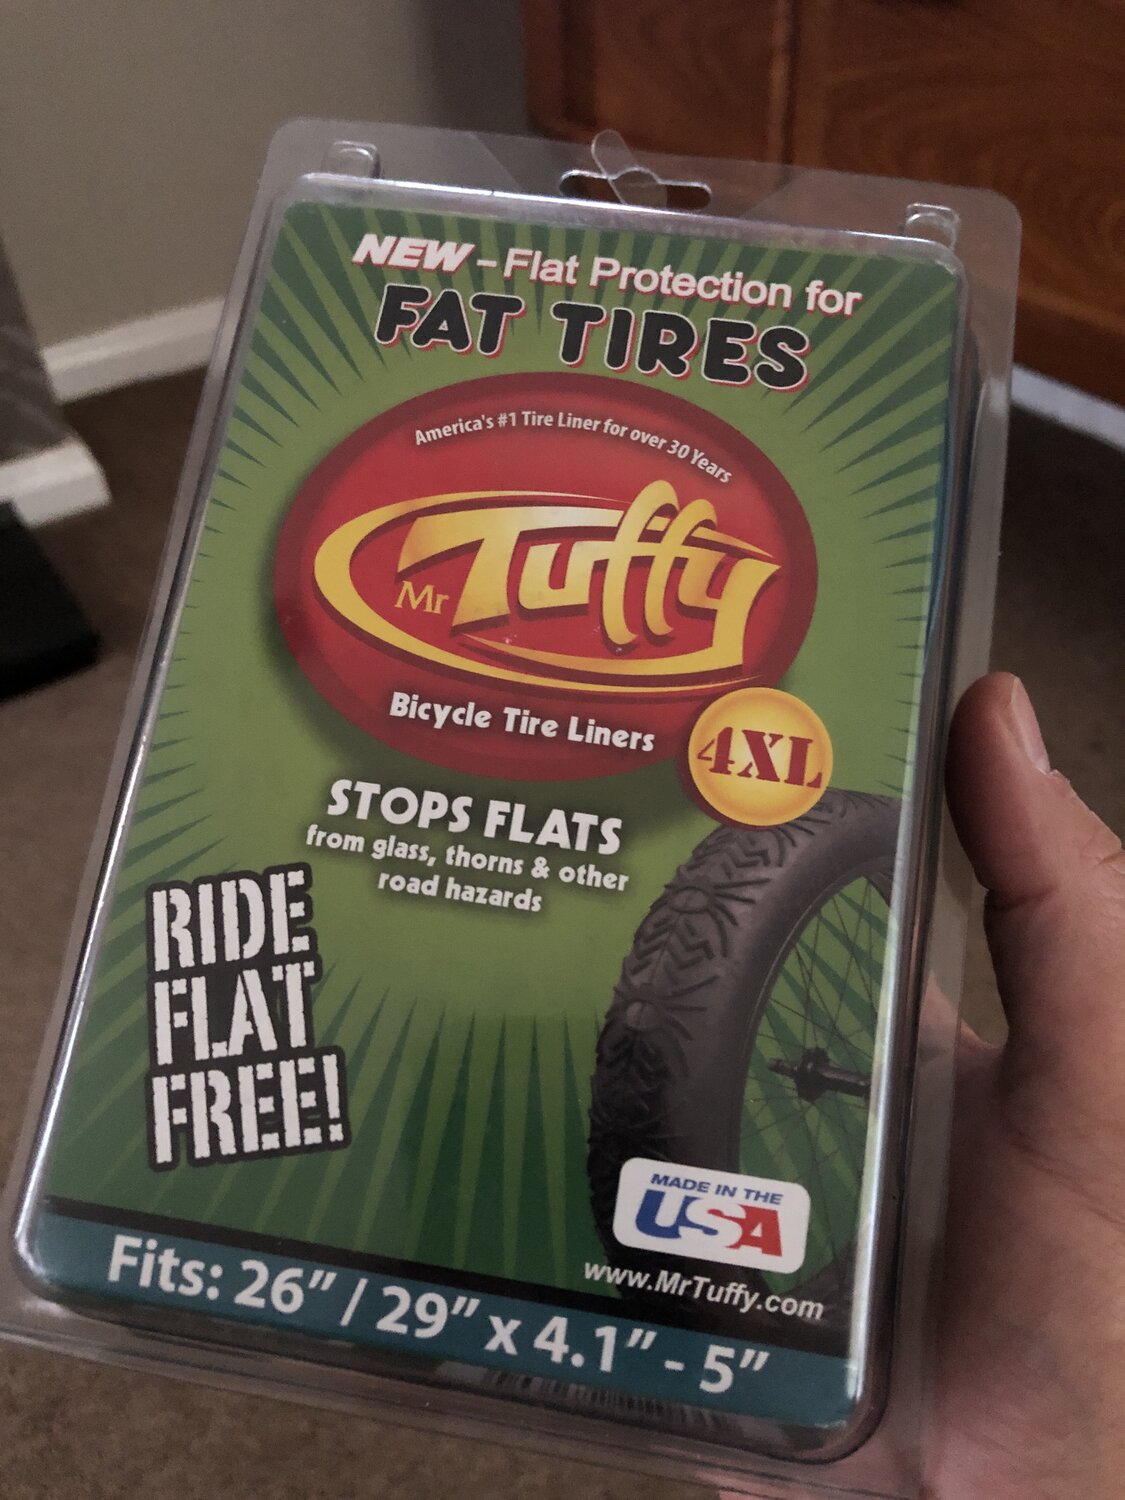 NEW – Flat Protection for
FAT TIRES
America's #1 Tire Liner for over 30 Years
Mr Tuffy
Bicycle Tire Liners
4XL
STOPS FLATS
from glass, thorns & other
road hazards
RIDE
FLAT
FREE!
MADE IN THE
USA
www.MrTuffy.com
Fits: 26" / 29" x 4.1" - 5"